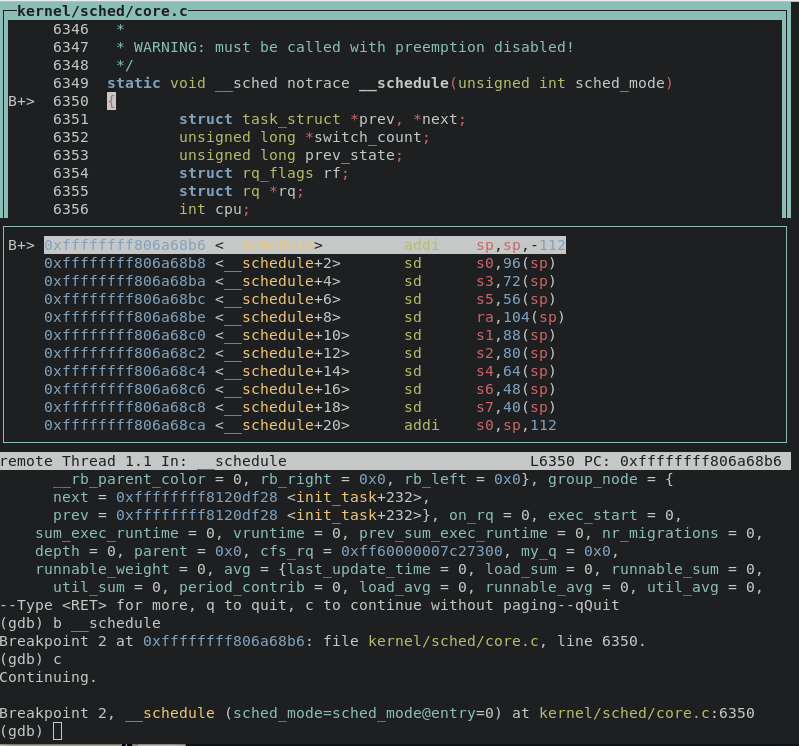 kernel/sched/core.c
6346 *
6347 * WARNING: must be called with preemption disabled!
6348 */
6349 static void __sched notrace __schedule(unsigned int sched_mode)
B+> 6350 {
6351 struct task_struct *prev, *next;
6352 unsigned long *switch_count;
6353 unsigned long prev_state;
6354 struct rq_flags rf;
6355 struct rq *rq;
6356 int cpu;
B+> 0xffffffff806a68b6 <__schedule> addi sp,sp,-112
0xffffffff806a68b8 <__schedule+2> sd s0,96(sp)
0xffffffff806a68ba <__schedule+4> sd s3,72(sp)
0xffffffff806a68bc <__schedule+6> sd s5,56(sp)
0xffffffff806a68be <__schedule+8> sd ra,104(sp)
0xffffffff806a68c0 <__schedule+10> sd s1,88(sp)
0xffffffff806a68c2 <__schedule+12> sd s2,80(sp)
0xffffffff806a68c4 <__schedule+14> sd s4,64(sp)
0xffffffff806a68c6 <__schedule+16> sd s6,48(sp)
0xffffffff806a68c8 <__schedule+18> sd s7,40(sp)
0xffffffff806a68ca <__schedule+20> addi s0,sp,112
remote Thread 1.1 In: __schedule L6350 PC: 0xffffffff806a68b6
__rb_parent_color = 0, rb_right = 0x0, rb_left = 0x0}, group_node = {
next = 0xffffffff8120df28 <init_task+232>,
prev = 0xffffffff8120df28 <init_task+232>}, on_rq = 0, exec_start = 0,
sum_exec_runtime = 0, vruntime = 0, prev_sum_exec_runtime = 0, nr_migrations = 0,
depth = 0, parent = 0x0, cfs_rq = 0xff60000007c27300, my_q = 0x0,
runnable_weight = 0, avg = {last_update_time = 0, load_sum = 0, runnable_sum = 0,
util_sum = 0, period_contrib = 0, load_avg = 0, runnable_avg = 0, util_avg = 0,
--Type <RET> for more, q to quit, c to continue without paging--qQuit
(gdb) b __schedule
Breakpoint 2 at 0xffffffff806a68b6: file kernel/sched/core.c, line 6350.
(gdb) c
Continuing.
Breakpoint 2, __schedule (sched_mode=sched_mode@entry=0) at kernel/sched/core.c:6350
(gdb)